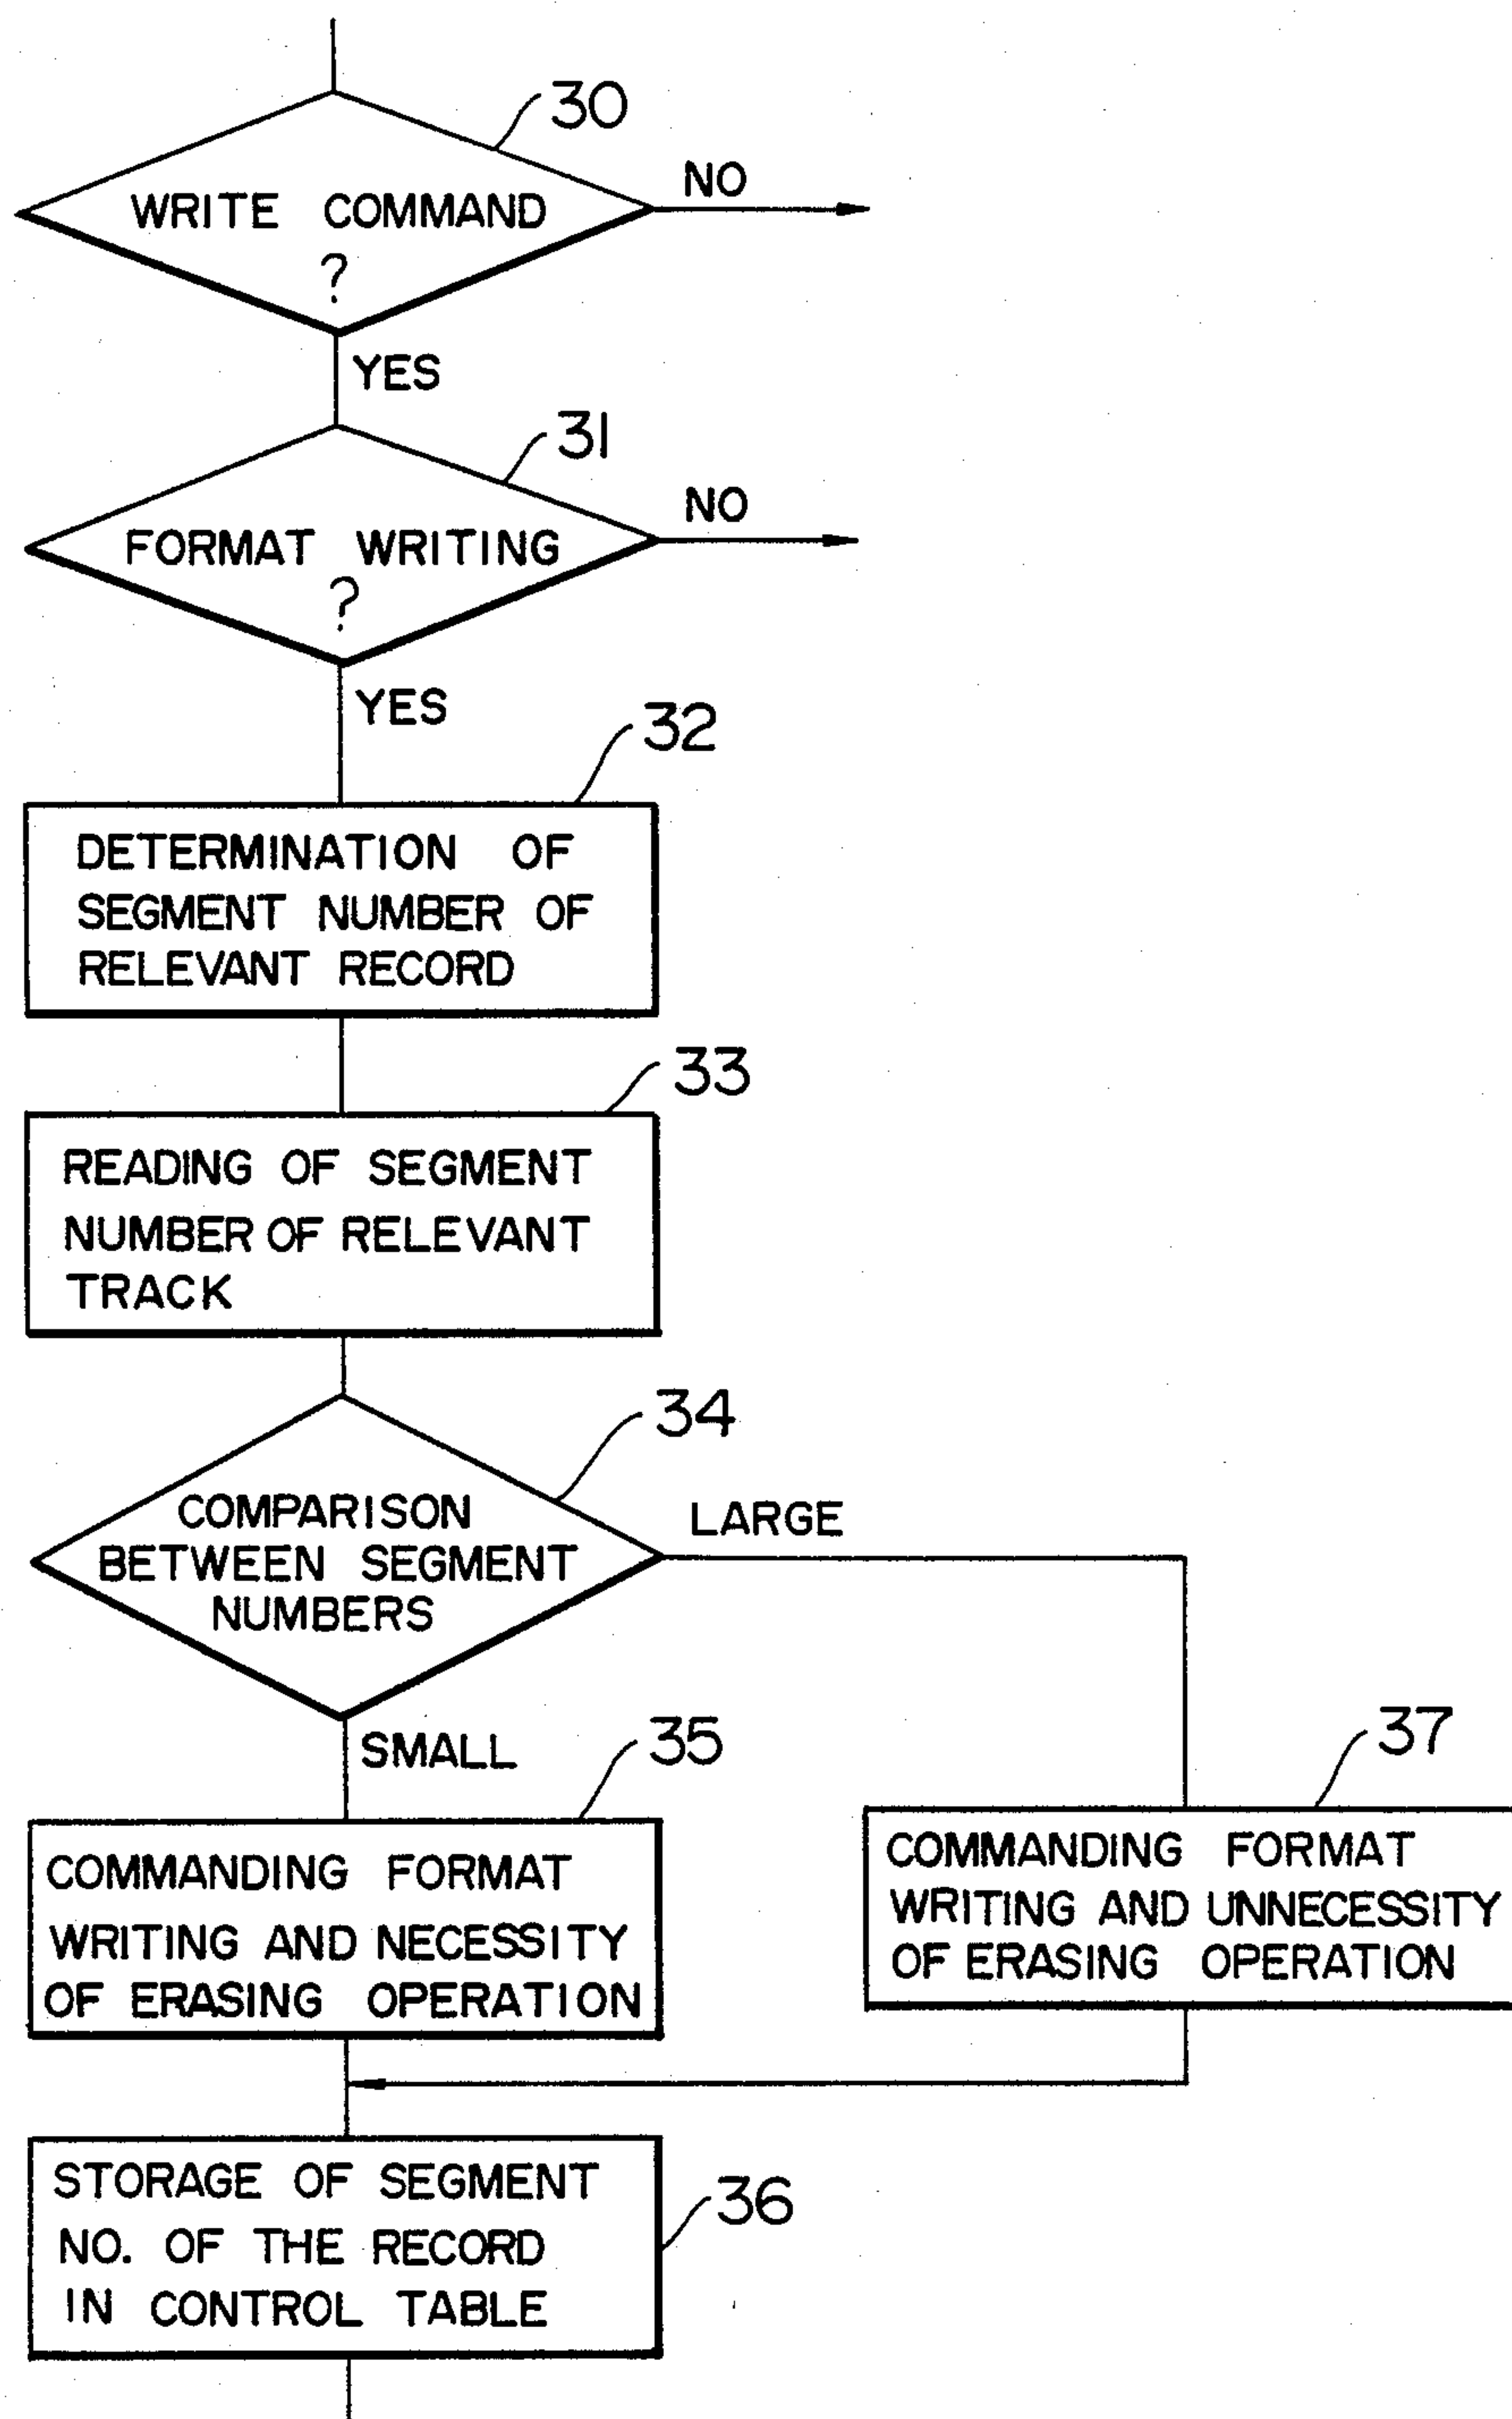 30
WRITE COMMAND
?
NO
YES
31
FORMAT WRITING
?
NO
YES
32
DETERMINATION OF
SEGMENT NUMBER OF
RELEVANT RECORD
33
READING OF SEGMENT
NUMBER OF RELEVANT
TRACK
34
COMPARISON
BETWEEN SEGMENT
NUMBERS
LARGE
SMALL
35
COMMANDING FORMAT
WRITING AND NECESSITY
OF ERASING OPERATION
37
COMMANDING FORMAT
WRITING AND UNNECESSITY
OF ERASING OPERATION
STORAGE OF SEGMENT
NO. OF THE RECORD
IN CONTROL TABLE
36